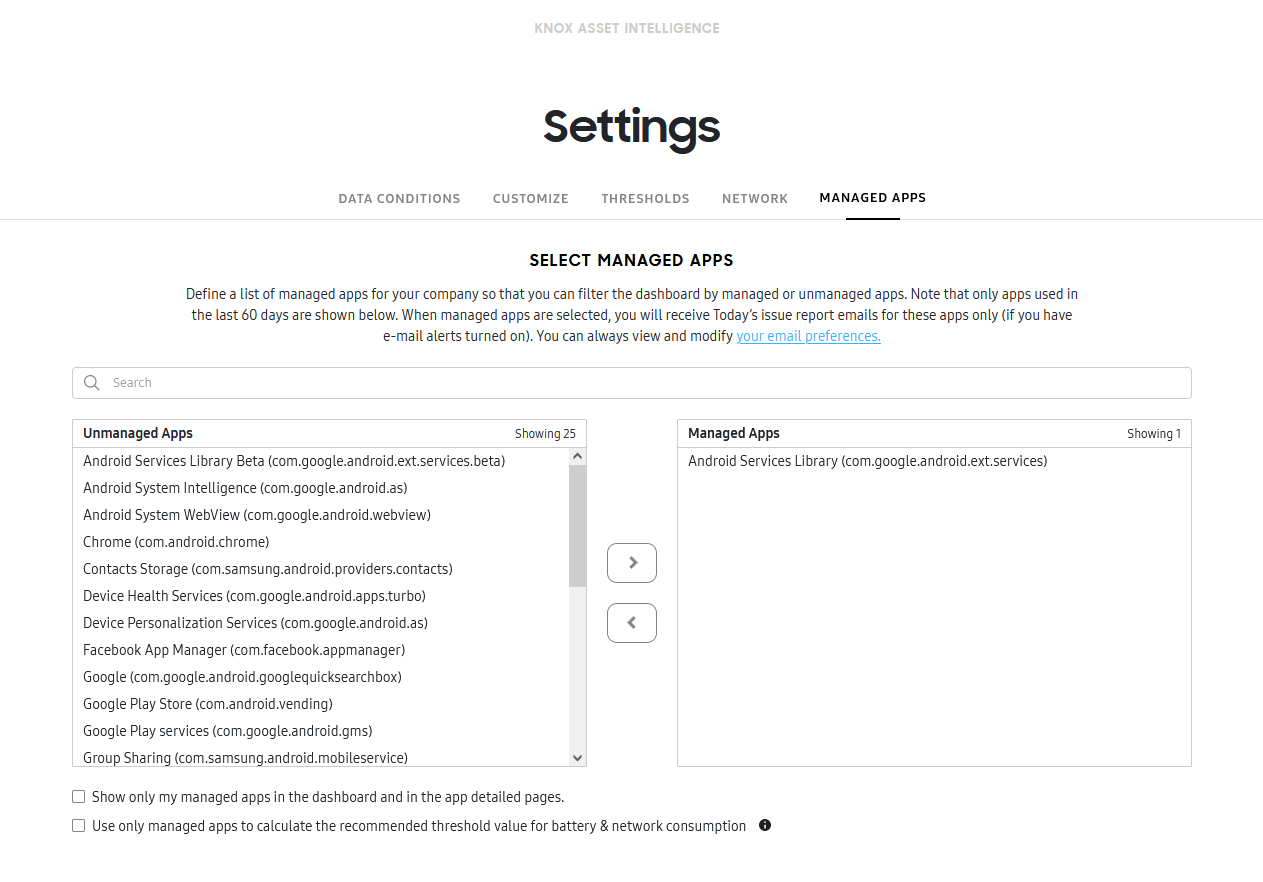 KNOX ASSET INTELLIGENCE
Settings
DATA CONDITIONS CUSTOMIZE THRESHOLDS NETWORK MANAGED APPS
SELECT MANAGED APPS
Define a list of managed apps for your company so that you can filter the dashboard by managed or unmanaged apps. Note that only apps used in
the last 60 days are shown below. When managed apps are selected, you will receive Today’s issue report emails for these apps only (if you have
e-mail alerts turned on). You can always view and modify your email preferences.
Search
Unmanaged Apps Showing 25
Android Services Library Beta (com.google.android.ext.services.beta)
Android System Intelligence (com.google.android.as)
Android System WebView (com.google.android.webview)
Chrome (com.android.chrome)
Contacts Storage (com.samsung.android.providers.contacts)
Device Health Services (com.google.android.apps.turbo)
Device Personalization Services (com.google.android.as)
Facebook App Manager (com.facebook.appmanager)
Google (com.google.android.googlequicksearchbox)
Google Play Store (com.android.vending)
Google Play services (com.google.android.gms)
Group Sharing (com.samsung.android.mobileservice)
Managed Apps Showing 1
Android Services Library (com.google.android.ext.services)
Show only my managed apps in the dashboard and in the app detailed pages.
Use only managed apps to calculate the recommended threshold value for battery & network consumption